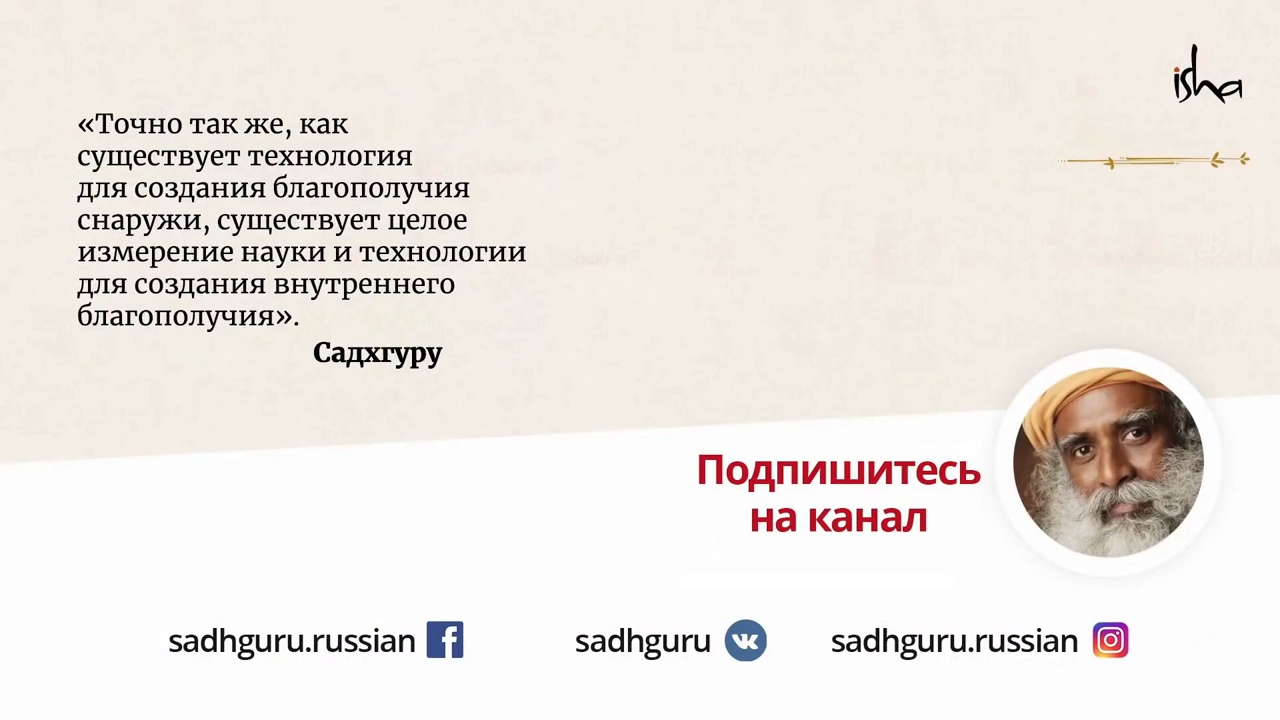 isha
«Точно так же, как
существует технология
для создания благополучия
снаружи, существует целое
измерение науки и технологии
для создания внутреннего
благополучия».
Садхгуру
Подпишитесь
на канал
sadhguru.russian
sadhguru
sadhguru.russian